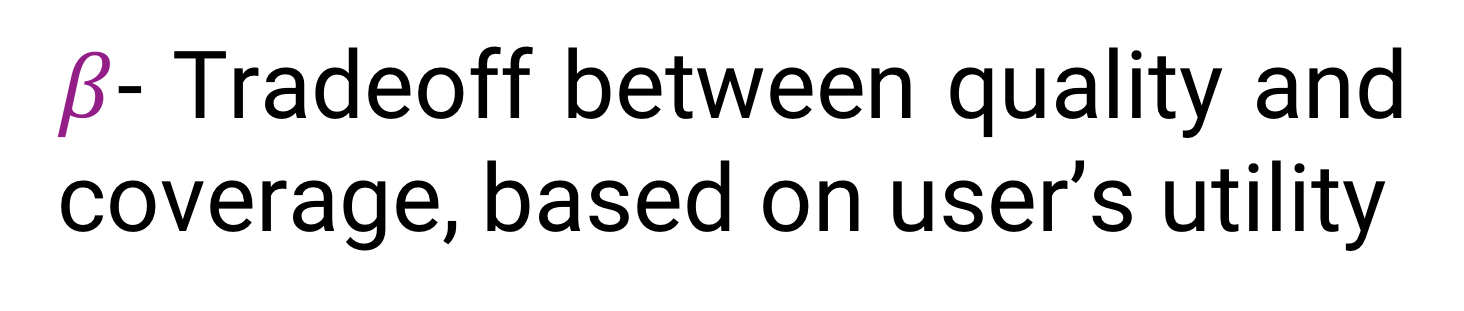 β- Tradeoff between quality and
coverage, based on user’s utility